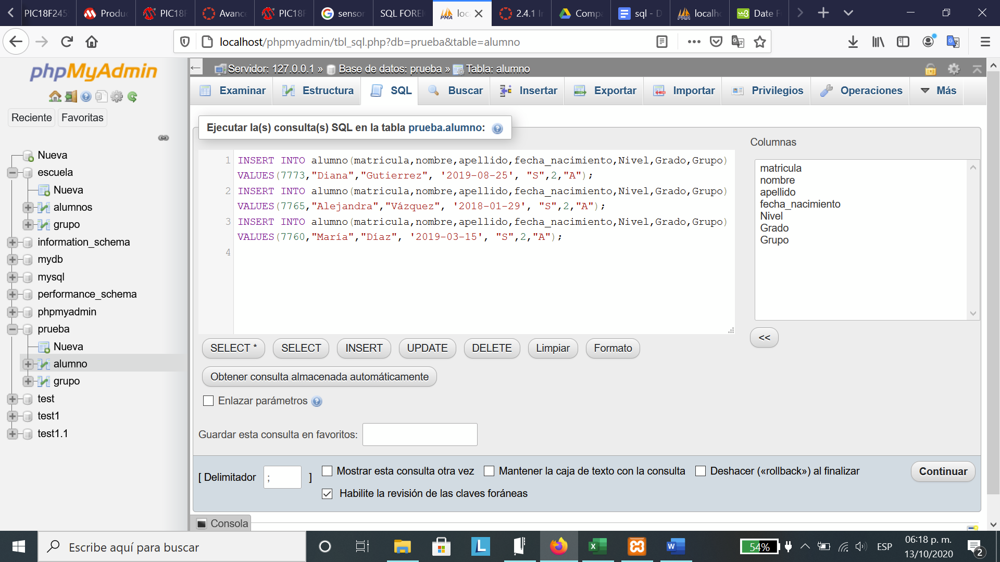 PIC18F245
Produ
PIC18F
Avance
PIC18F
sensor
SQL FOREI
loc
2.4.1 In
Compa
sql - D
localho
Date F
localhost/phpmyadmin/tbl_sql.php?db=prueba&table=alumno
phpMyAdmin
Reciente
Favoritas
Nueva
escuela
Nueva
alumnos
grupo
information_schema
mydb
mysql
performance_schema
phpmyadmin
prueba
Nueva
alumno
grupo
test
test1
test1.1
Servidor: 127.0.0.1 » Base de datos: prueba » Tabla: alumno
Examinar
Estructura
SQL
Buscar
Insertar
Exportar
Importar
Privilegios
Operaciones
Más
Ejecutar la(s) consulta(s) SQL en la tabla prueba.alumno:
1 INSERT INTO alumno(matricula,nombre,apellido,fecha_nacimiento,Nivel,Grado,Grupo)
VALUES(7773,"Diana","Gutierrez", '2019-08-25', "S",2,"A");
2 INSERT INTO alumno(matricula,nombre,apellido,fecha_nacimiento,Nivel,Grado,Grupo)
VALUES(7765,"Alejandra","Vázquez", '2018-01-29', "S",2,"A");
3 INSERT INTO alumno(matricula,nombre,apellido,fecha_nacimiento,Nivel,Grado,Grupo)
VALUES(7760,"María","Díaz", '2019-03-15', "S",2,"A");
4
Columnas
matricula
nombre
apellido
fecha_nacimiento
Nivel
Grado
Grupo
<<
SELECT *
SELECT
INSERT
UPDATE
DELETE
Limpiar
Formato
Obtener consulta almacenada automáticamente
Enlazar parámetros
Guardar esta consulta en favoritos:
[ Delimitador ; ]
Mostrar esta consulta otra vez
Mantener la caja de texto con la consulta
Deshacer («rollback») al finalizar
Continuar
Habilite la revisión de las claves foráneas
Consola
Escribe aquí para buscar
54%
ESP
06:18 p. m.
13/10/2020
2